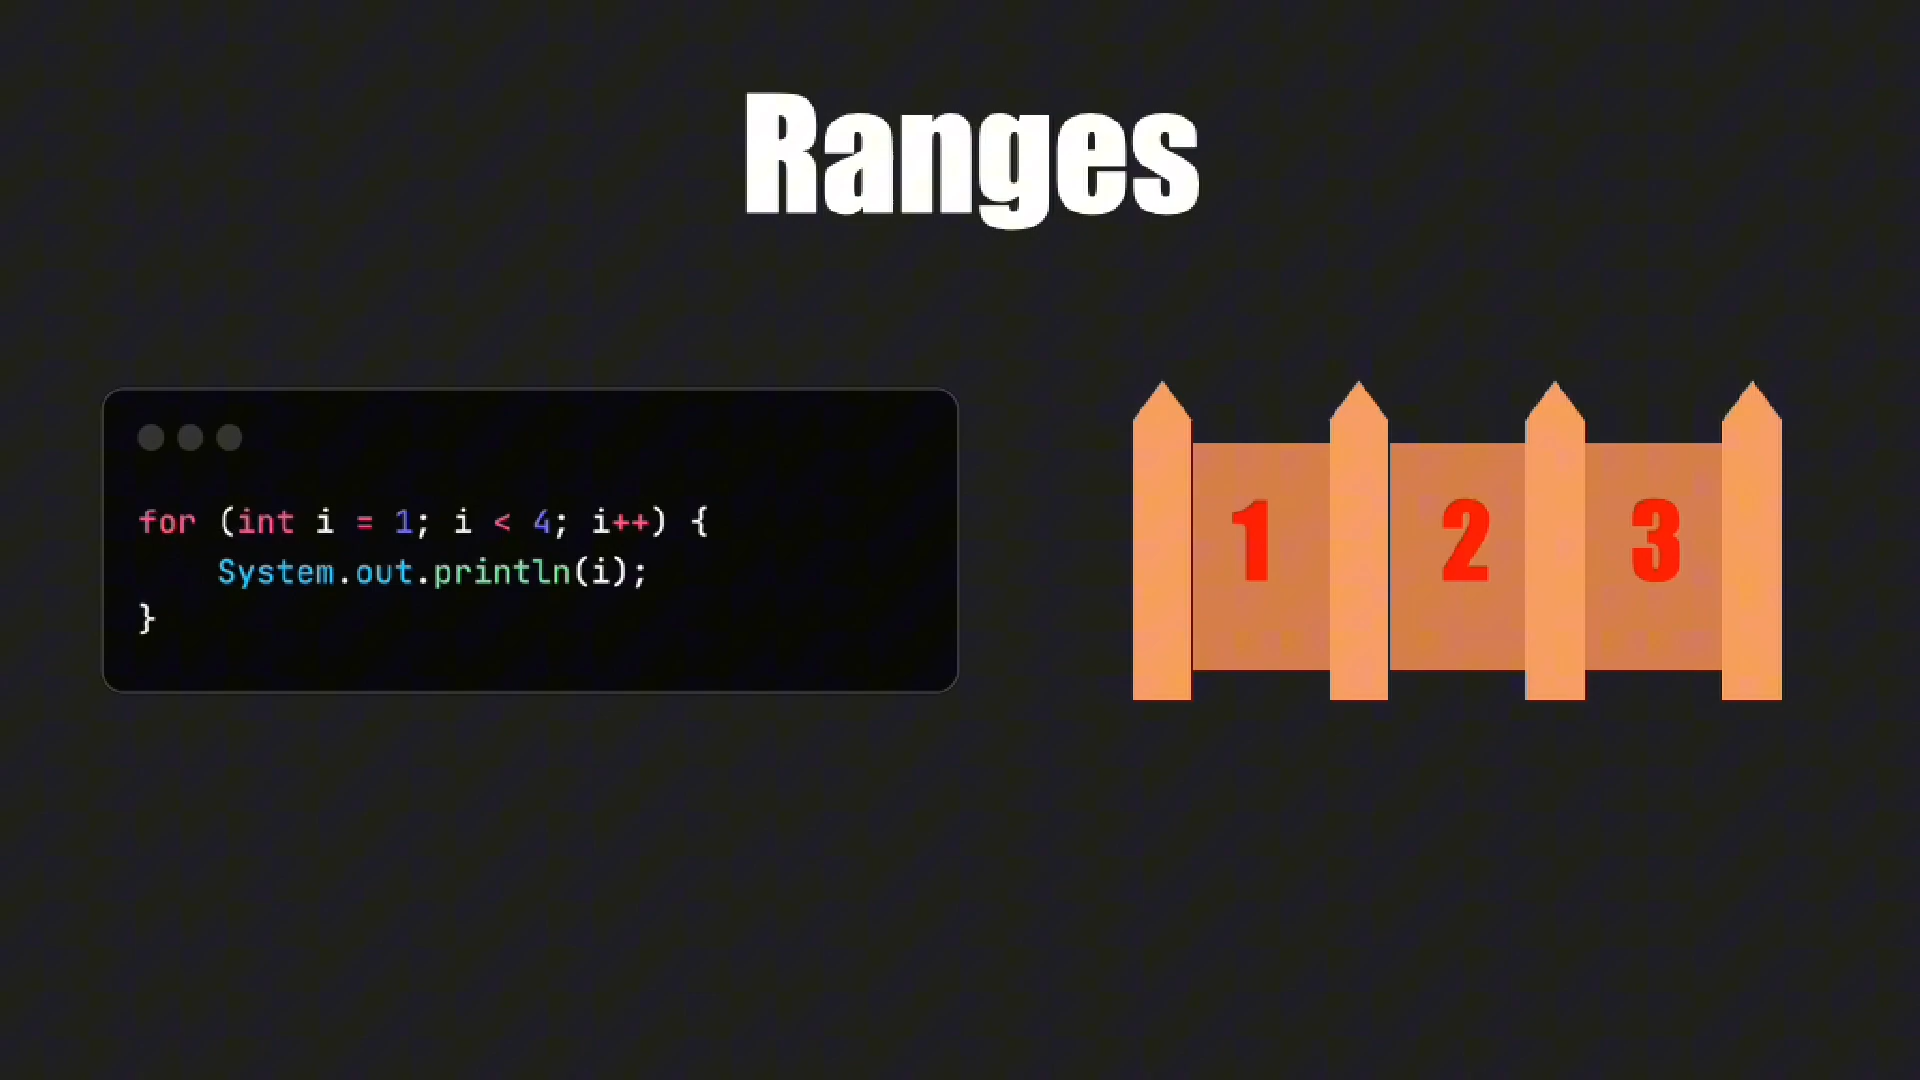 Ranges
for (int i = 1; i < 4; i++) {
    System.out.println(i);
}
1 2 3